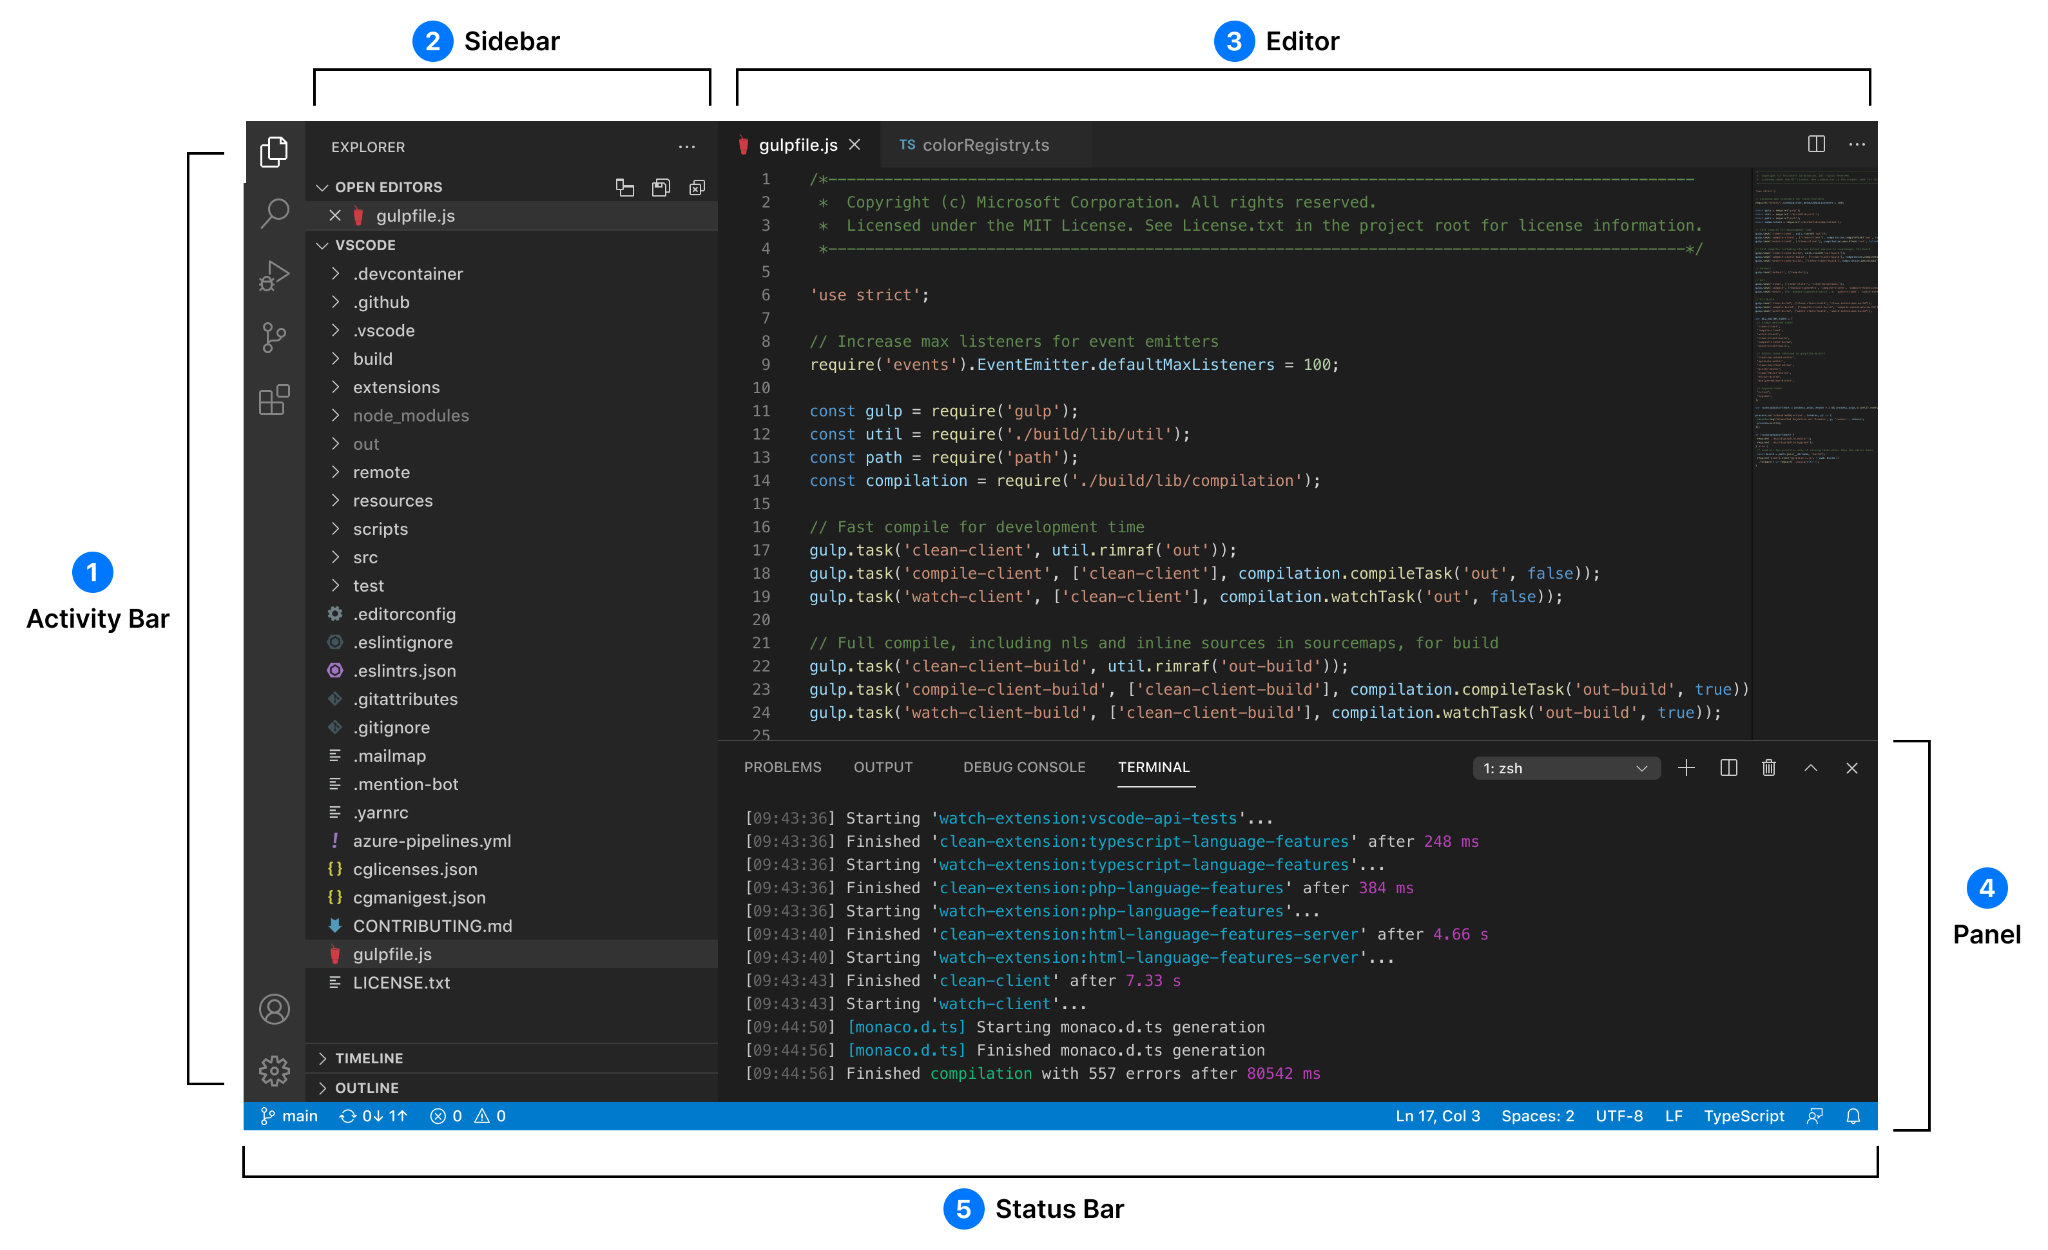 2 Sidebar
3 Editor
1
Activity Bar
EXPLORER
OPEN EDITORS
gulpfile.js
VSCODE
.devcontainer
.github
.vscode
build
extensions
node_modules
out
remote
resources
scripts
src
test
.editorconfig
.eslintignore
.eslintrs.json
.gitattributes
.gitignore
.mailmap
.mention-bot
.yarnrc
azure-pipelines.yml
cglicenses.json
cgmanigest.json
CONTRIBUTING.md
gulpfile.js
LICENSE.txt
TIMELINE
OUTLINE
gulpfile.js TS colorRegistry.ts
1 /*---------------------------------------------------------------------------------------------
2 * Copyright (c) Microsoft Corporation. All rights reserved.
3 * Licensed under the MIT License. See License.txt in the project root for license information.
4 *--------------------------------------------------------------------------------------------*/
5
6 'use strict';
7
8 // Increase max listeners for event emitters
9 require('events').EventEmitter.defaultMaxListeners = 100;
10
11 const gulp = require('gulp');
12 const util = require('./build/lib/util');
13 const path = require('path');
14 const compilation = require('./build/lib/compilation');
15
16 // Fast compile for development time
17 gulp.task('clean-client', util.rimraf('out'));
18 gulp.task('compile-client', ['clean-client'], compilation.compileTask('out', false));
19 gulp.task('watch-client', ['clean-client'], compilation.watchTask('out', false));
20
21 // Full compile, including nls and inline sources in sourcemaps, for build
22 gulp.task('clean-client-build', util.rimraf('out-build'));
23 gulp.task('compile-client-build', ['clean-client-build'], compilation.compileTask('out-build', true))
24 gulp.task('watch-client-build', ['clean-client-build'], compilation.watchTask('out-build', true));
25
PROBLEMS OUTPUT DEBUG CONSOLE TERMINAL 1: zsh
[09:43:36] Starting 'watch-extension:vscode-api-tests'...
[09:43:36] Finished 'clean-extension:typescript-language-features' after 248 ms
[09:43:36] Starting 'watch-extension:typescript-language-features'...
[09:43:36] Finished 'clean-extension:php-language-features' after 384 ms
[09:43:36] Starting 'watch-extension:php-language-features'...
[09:43:40] Finished 'clean-extension:html-language-features-server' after 4.66 s
[09:43:40] Starting 'watch-extension:html-language-features-server'...
[09:43:43] Finished 'clean-client' after 7.33 s
[09:43:43] Starting 'watch-client'...
[09:44:50] [monaco.d.ts] Starting monaco.d.ts generation
[09:44:56] [monaco.d.ts] Finished monaco.d.ts generation
[09:44:56] Finished compilation with 557 errors after 80542 ms
4
Panel
main 0↓ 1↑ 0 0 Ln 17, Col 3 Spaces: 2 UTF-8 LF TypeScript
5 Status Bar